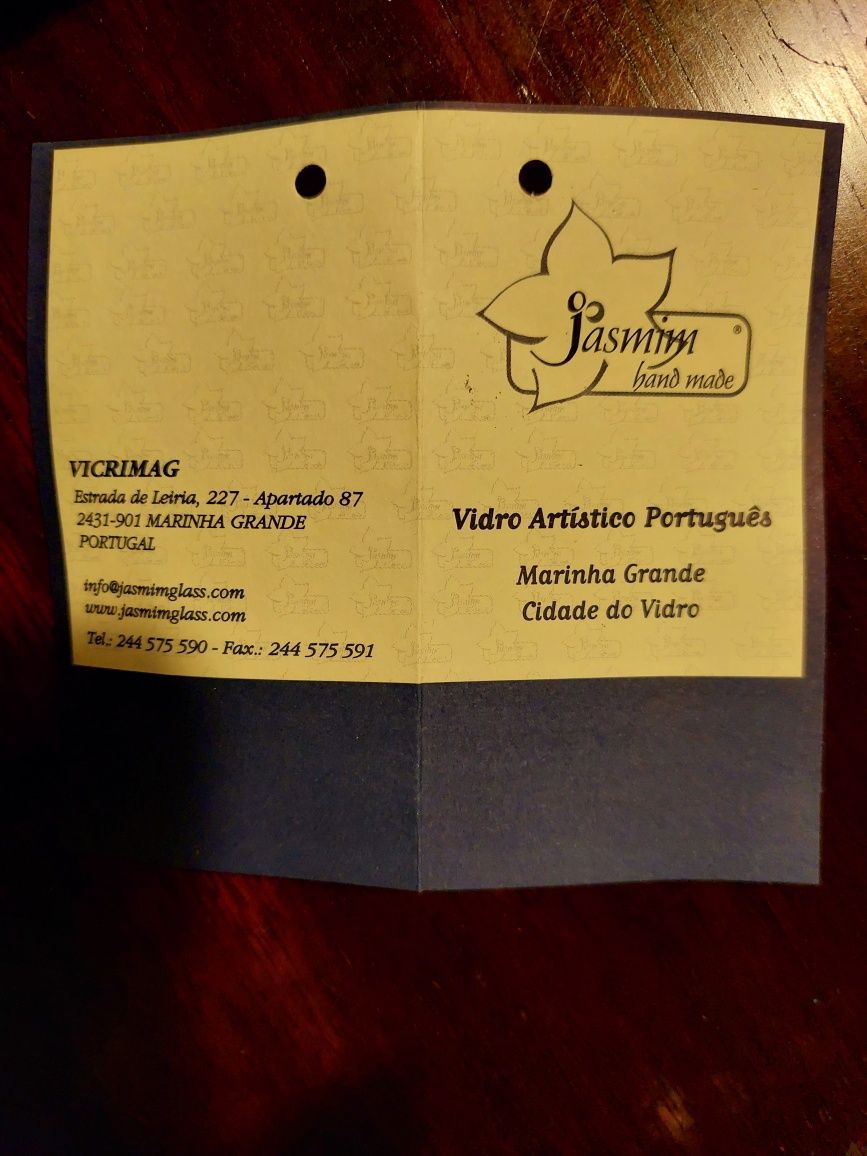 VICRIMAG
Estrada de Leiria, 227 - Apartado 87
2431-901 MARINHA GRANDE
PORTUGAL
info@jasmimglass.com
www.jasmimglass.com
Tel.: 244 575 590 - Fax.: 244 575 591
jasmim ®
hand made
Vidro Artístico Português
Marinha Grande
Cidade do Vidro